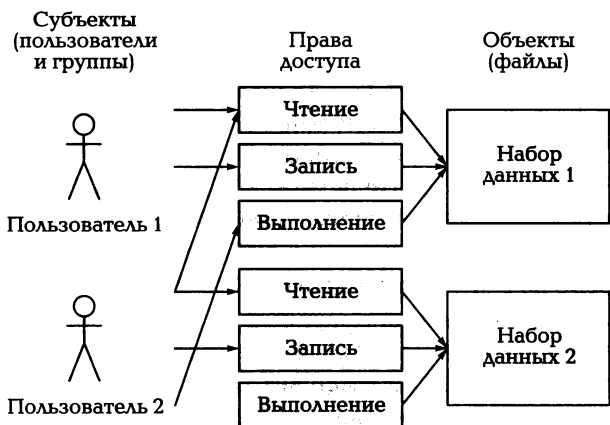 Субъекты
(пользователи
и группы)
Права
доступа
Объекты
(файлы)
Пользователь 1
Чтение
Запись
Выполнение
Набор
данных 1
Пользователь 2
Чтение
Запись
Выполнение
Набор
данных 2